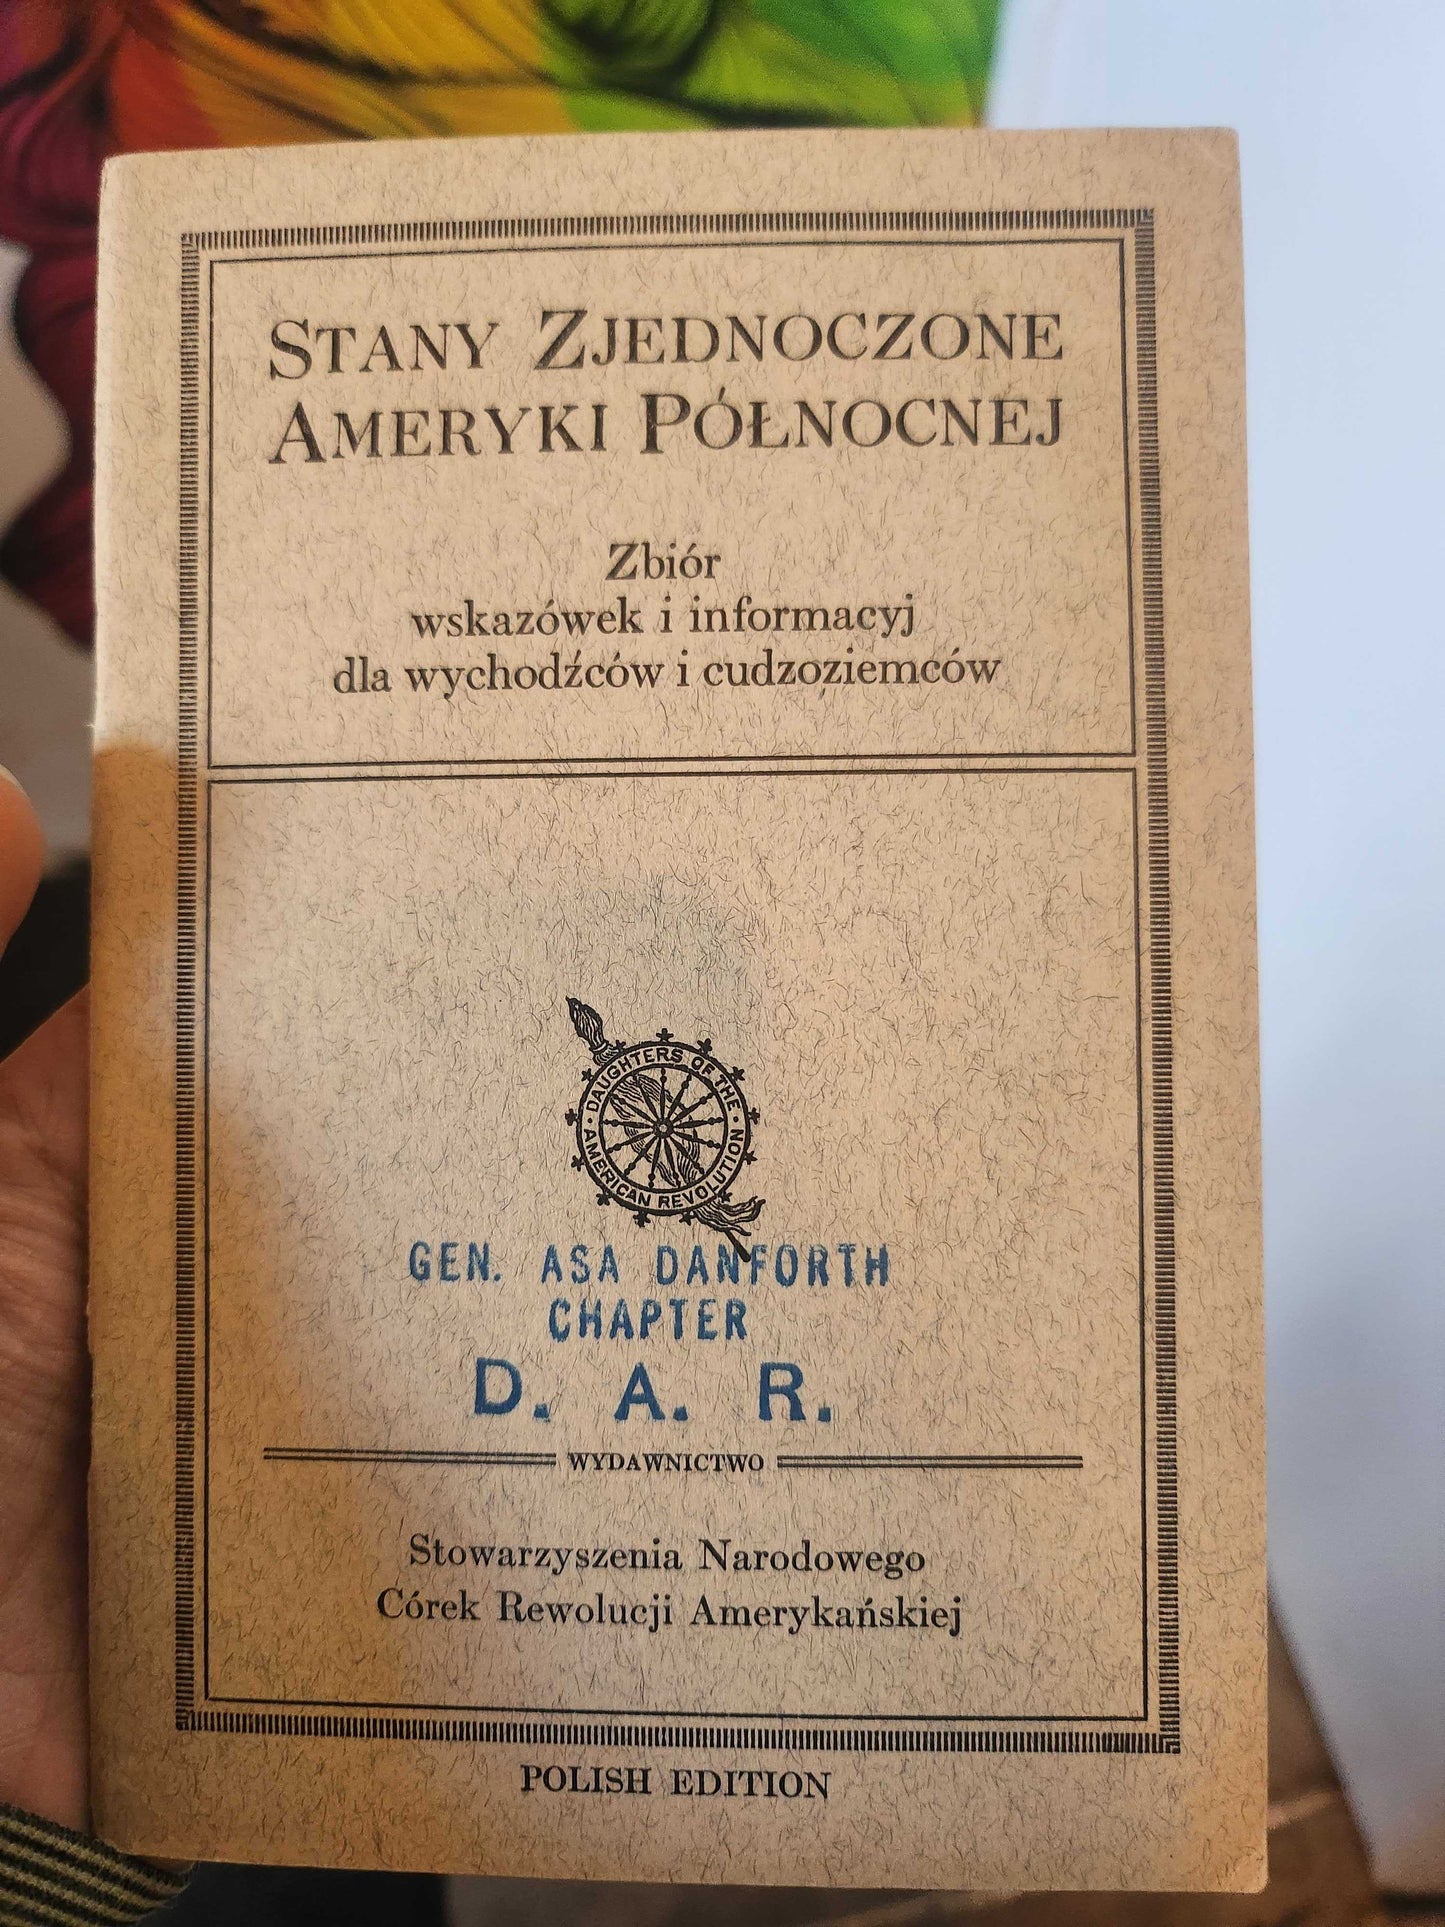 STANY ZJEDNOCZONE
AMERYKI PÓŁNOCNEJ
Zbiór
wskazówek i informacyj
dla wychodźców i cudzoziemców
DAUGHTERS OF THE
AMERICAN REVOLUTION
GEN. ASA DANFORTH
CHAPTER
D. A. R.
WYDAWNICTWO
Stowarzyszenia Narodowego
Córek Rewolucji Amerykańskiej
POLISH EDITION